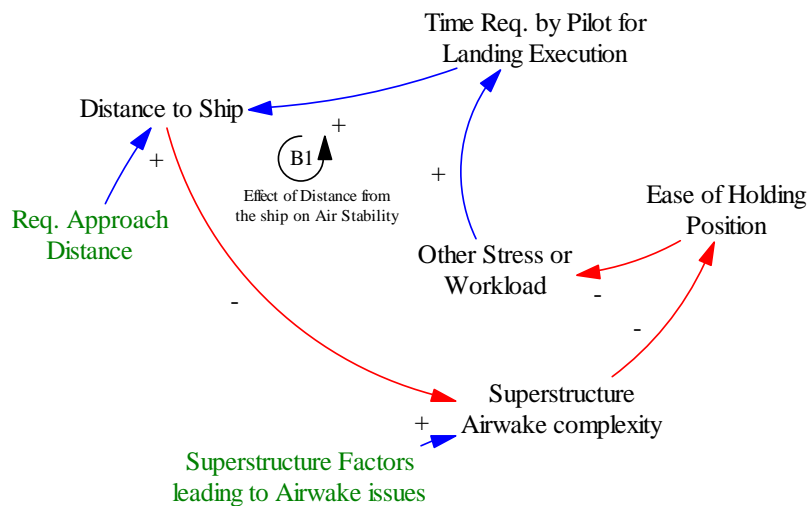 Time Req. by Pilot for
Landing Execution
Distance to Ship
+
+
B1
Effect of Distance from
the ship on Air Stability
+
Req. Approach
Distance
Ease of Holding
Position
Other Stress or
Workload
-
-
-
Superstructure
Airwake complexity
+
Superstructure Factors
leading to Airwake issues